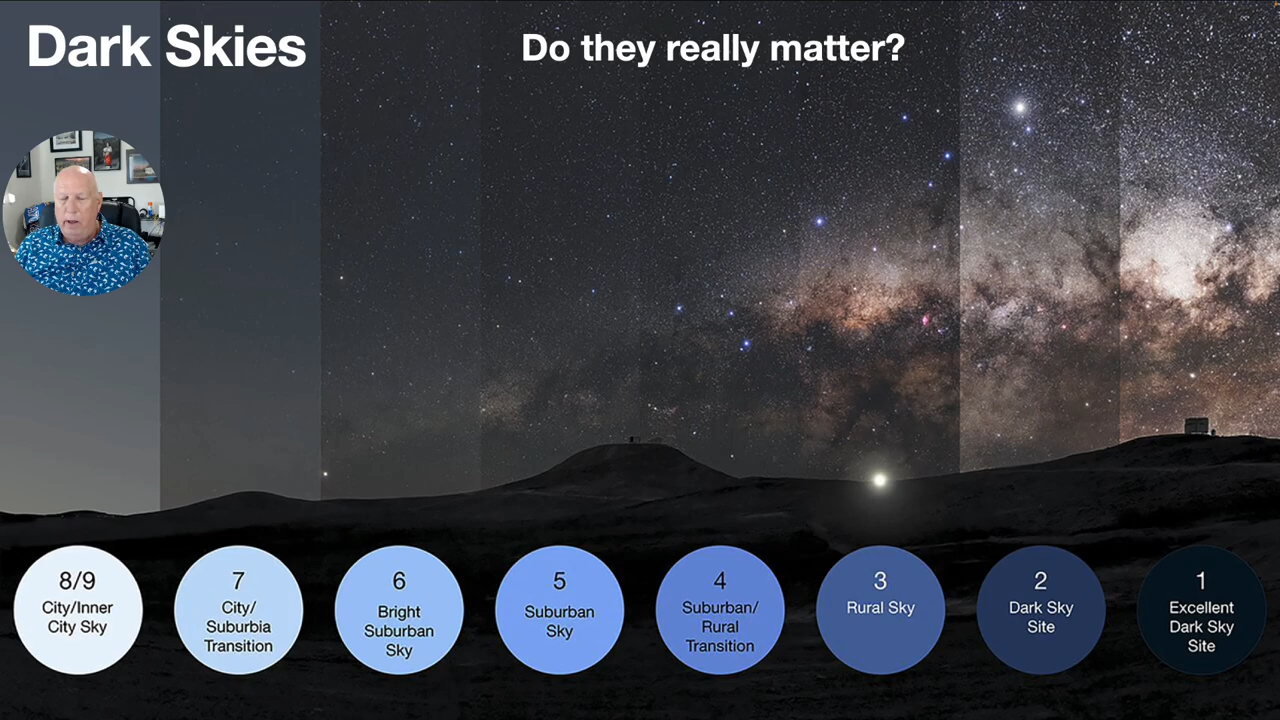 Dark Skies
Do they really matter?
8/9
City/Inner
City Sky
7
City/
Suburbia
Transition
6
Bright
Suburban
Sky
5
Suburban
Sky
4
Suburban/
Rural
Transition
3
Rural Sky
2
Dark Sky
Site
1
Excellent
Dark Sky
Site